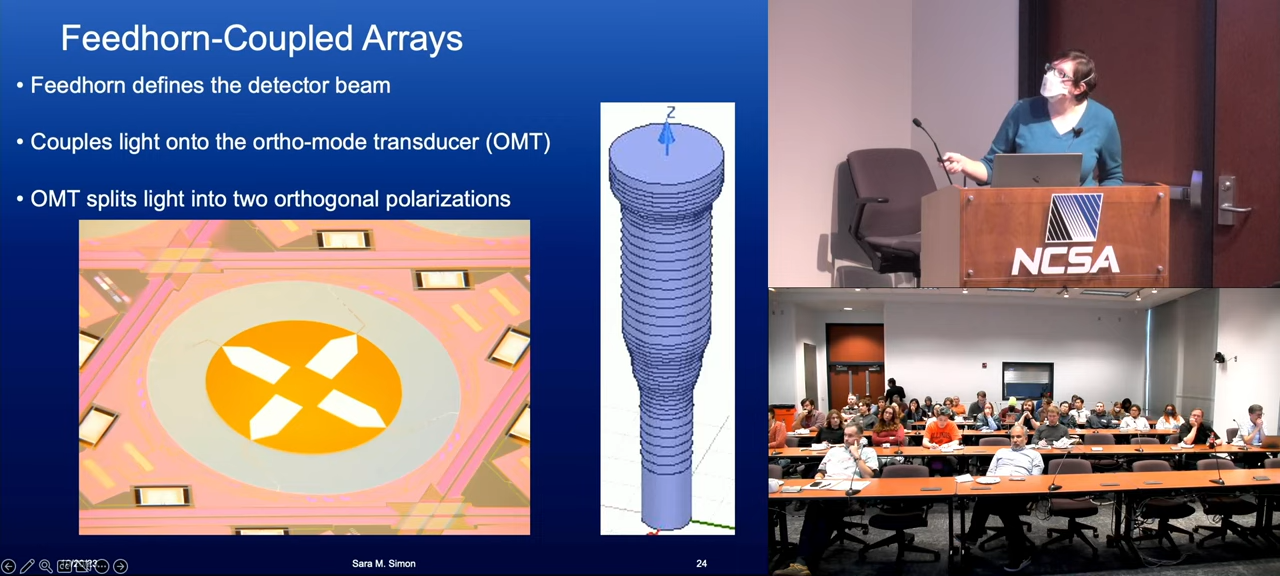 Feedhorn-Coupled Arrays
• Feedhorn defines the detector beam
• Couples light onto the ortho-mode transducer (OMT)
• OMT splits light into two orthogonal polarizations
Z
Sara M. Simon
24
NCSA